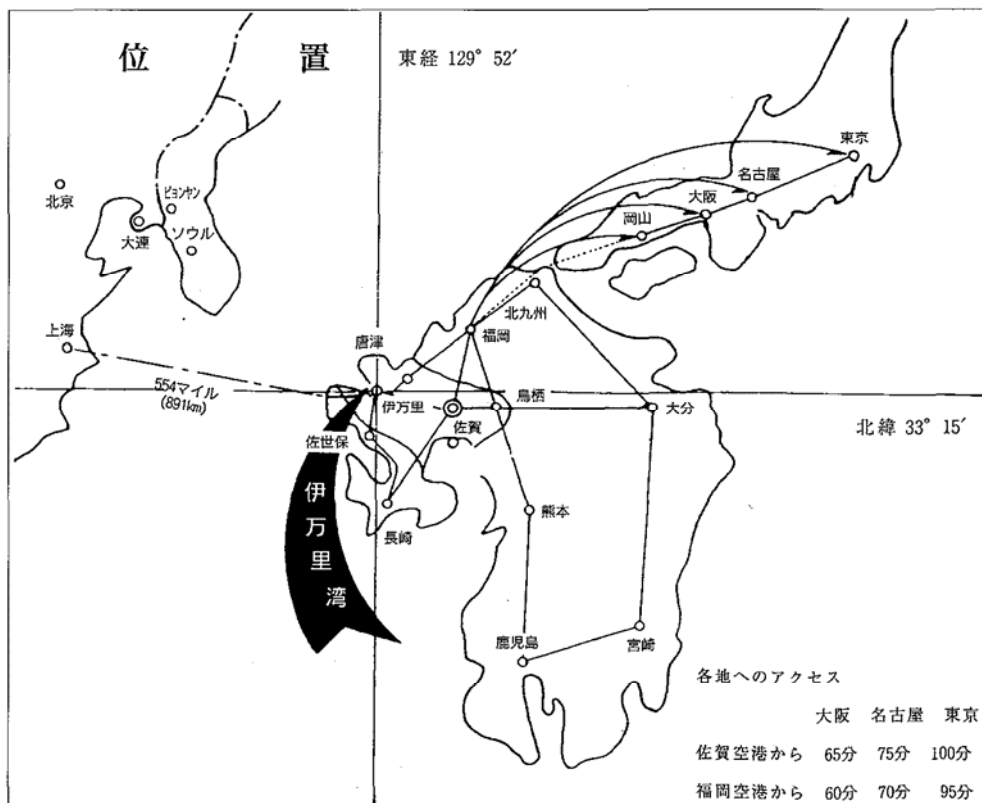 位置
東経 129° 52′
東京
名古屋
大阪
岡山
北京
ピョンヤン
大連
ソウル
北九州
上海
福岡
唐津
554マイル
(891km)
伊万里
鳥栖
佐賀
大分
北緯 33° 15′
佐世保
伊万里湾
熊本
長崎
鹿児島
宮崎
各地へのアクセス
大阪 名古屋 東京
佐賀空港から 65分 75分 100分
福岡空港から 60分 70分 95分